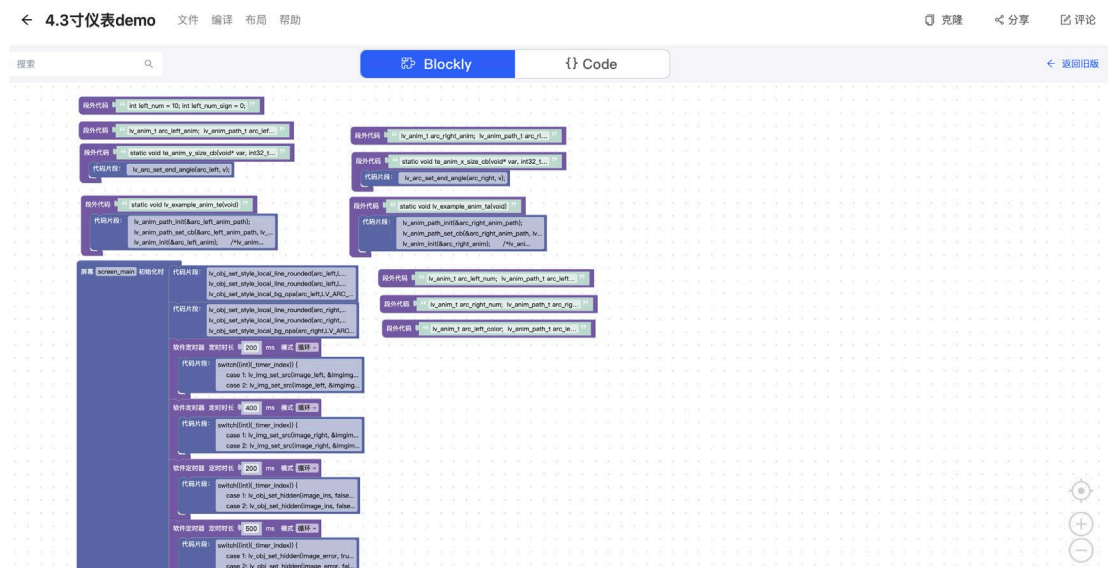 ← 4.3寸仪表demo 文件 编译 布局 帮助 克隆 分享 评论
搜索 Blockly {} Code ← 返回旧版
段外代码 “ int left_num = 10; int left_num_sign = 0; ”
段外代码 “ lv_anim_t arc_left_anim; lv_anim_path_t arc_lef... ”
段外代码 “ static void te_anim_y_size_cb(void* var, int32_t... ”
代码片段： lv_arc_set_end_angle(arc_left, v);
段外代码 “ static void lv_example_anim_te(void) ”
代码片段： lv_anim_path_init(&arc_left_anim_path);
lv_anim_path_set_cb(&arc_left_anim_path, lv_...
lv_anim_init(&arc_left_anim); /*lv_anim...
段外代码 “ lv_anim_t arc_right_anim; lv_anim_path_t arc_ri... ”
段外代码 “ static void te_anim_x_size_cb(void* var, int32_t... ”
代码片段： lv_arc_set_end_angle(arc_right, v);
段外代码 “ static void lv_example_anim_ta(void) ”
代码片段： lv_anim_path_init(&arc_right_anim_path);
lv_anim_path_set_cb(&arc_right_anim_path, lv...
lv_anim_init(&arc_right_anim); /*lv_ani...
屏幕 screen_main 初始化时 代码片段： lv_obj_set_style_local_line_rounded(arc_left,L...
lv_obj_set_style_local_line_rounded(arc_left,L...
lv_obj_set_style_local_bg_opa(arc_left,LV_ARC_...
代码片段： lv_obj_set_style_local_line_rounded(arc_right,...
lv_obj_set_style_local_line_rounded(arc_right,...
lv_obj_set_style_local_bg_opa(arc_right,LV_ARC...
软件定时器 定时时长 200 ms 模式 循环
代码片段： switch((int)(_timer_index)) {
case 1: lv_img_set_src(image_left, &imgimg...
case 2: lv_img_set_src(image_left, &imgimg...
软件定时器 定时时长 400 ms 模式 循环
代码片段： switch((int)(_timer_index)) {
case 1: lv_img_set_src(image_right, &imgim...
case 2: lv_img_set_src(image_right, &imgim...
软件定时器 定时时长 200 ms 模式 循环
代码片段： switch((int)(_timer_index)) {
case 1: lv_obj_set_hidden(image_ins, false...
case 2: lv_obj_set_hidden(image_ins, false...
软件定时器 定时时长 500 ms 模式 循环
代码片段： switch((int)(_timer_index)) {
case 1: lv_obj_set_hidden(image_error, tru...
case 2: lv_obj_set_hidden(image_error, fal...
段外代码 “ lv_anim_t arc_left_num; lv_anim_path_t arc_left... ”
段外代码 “ lv_anim_t arc_right_num; lv_anim_path_t arc_rig... ”
段外代码 “ lv_anim_t arc_left_color; lv_anim_path_t arc_le... ”